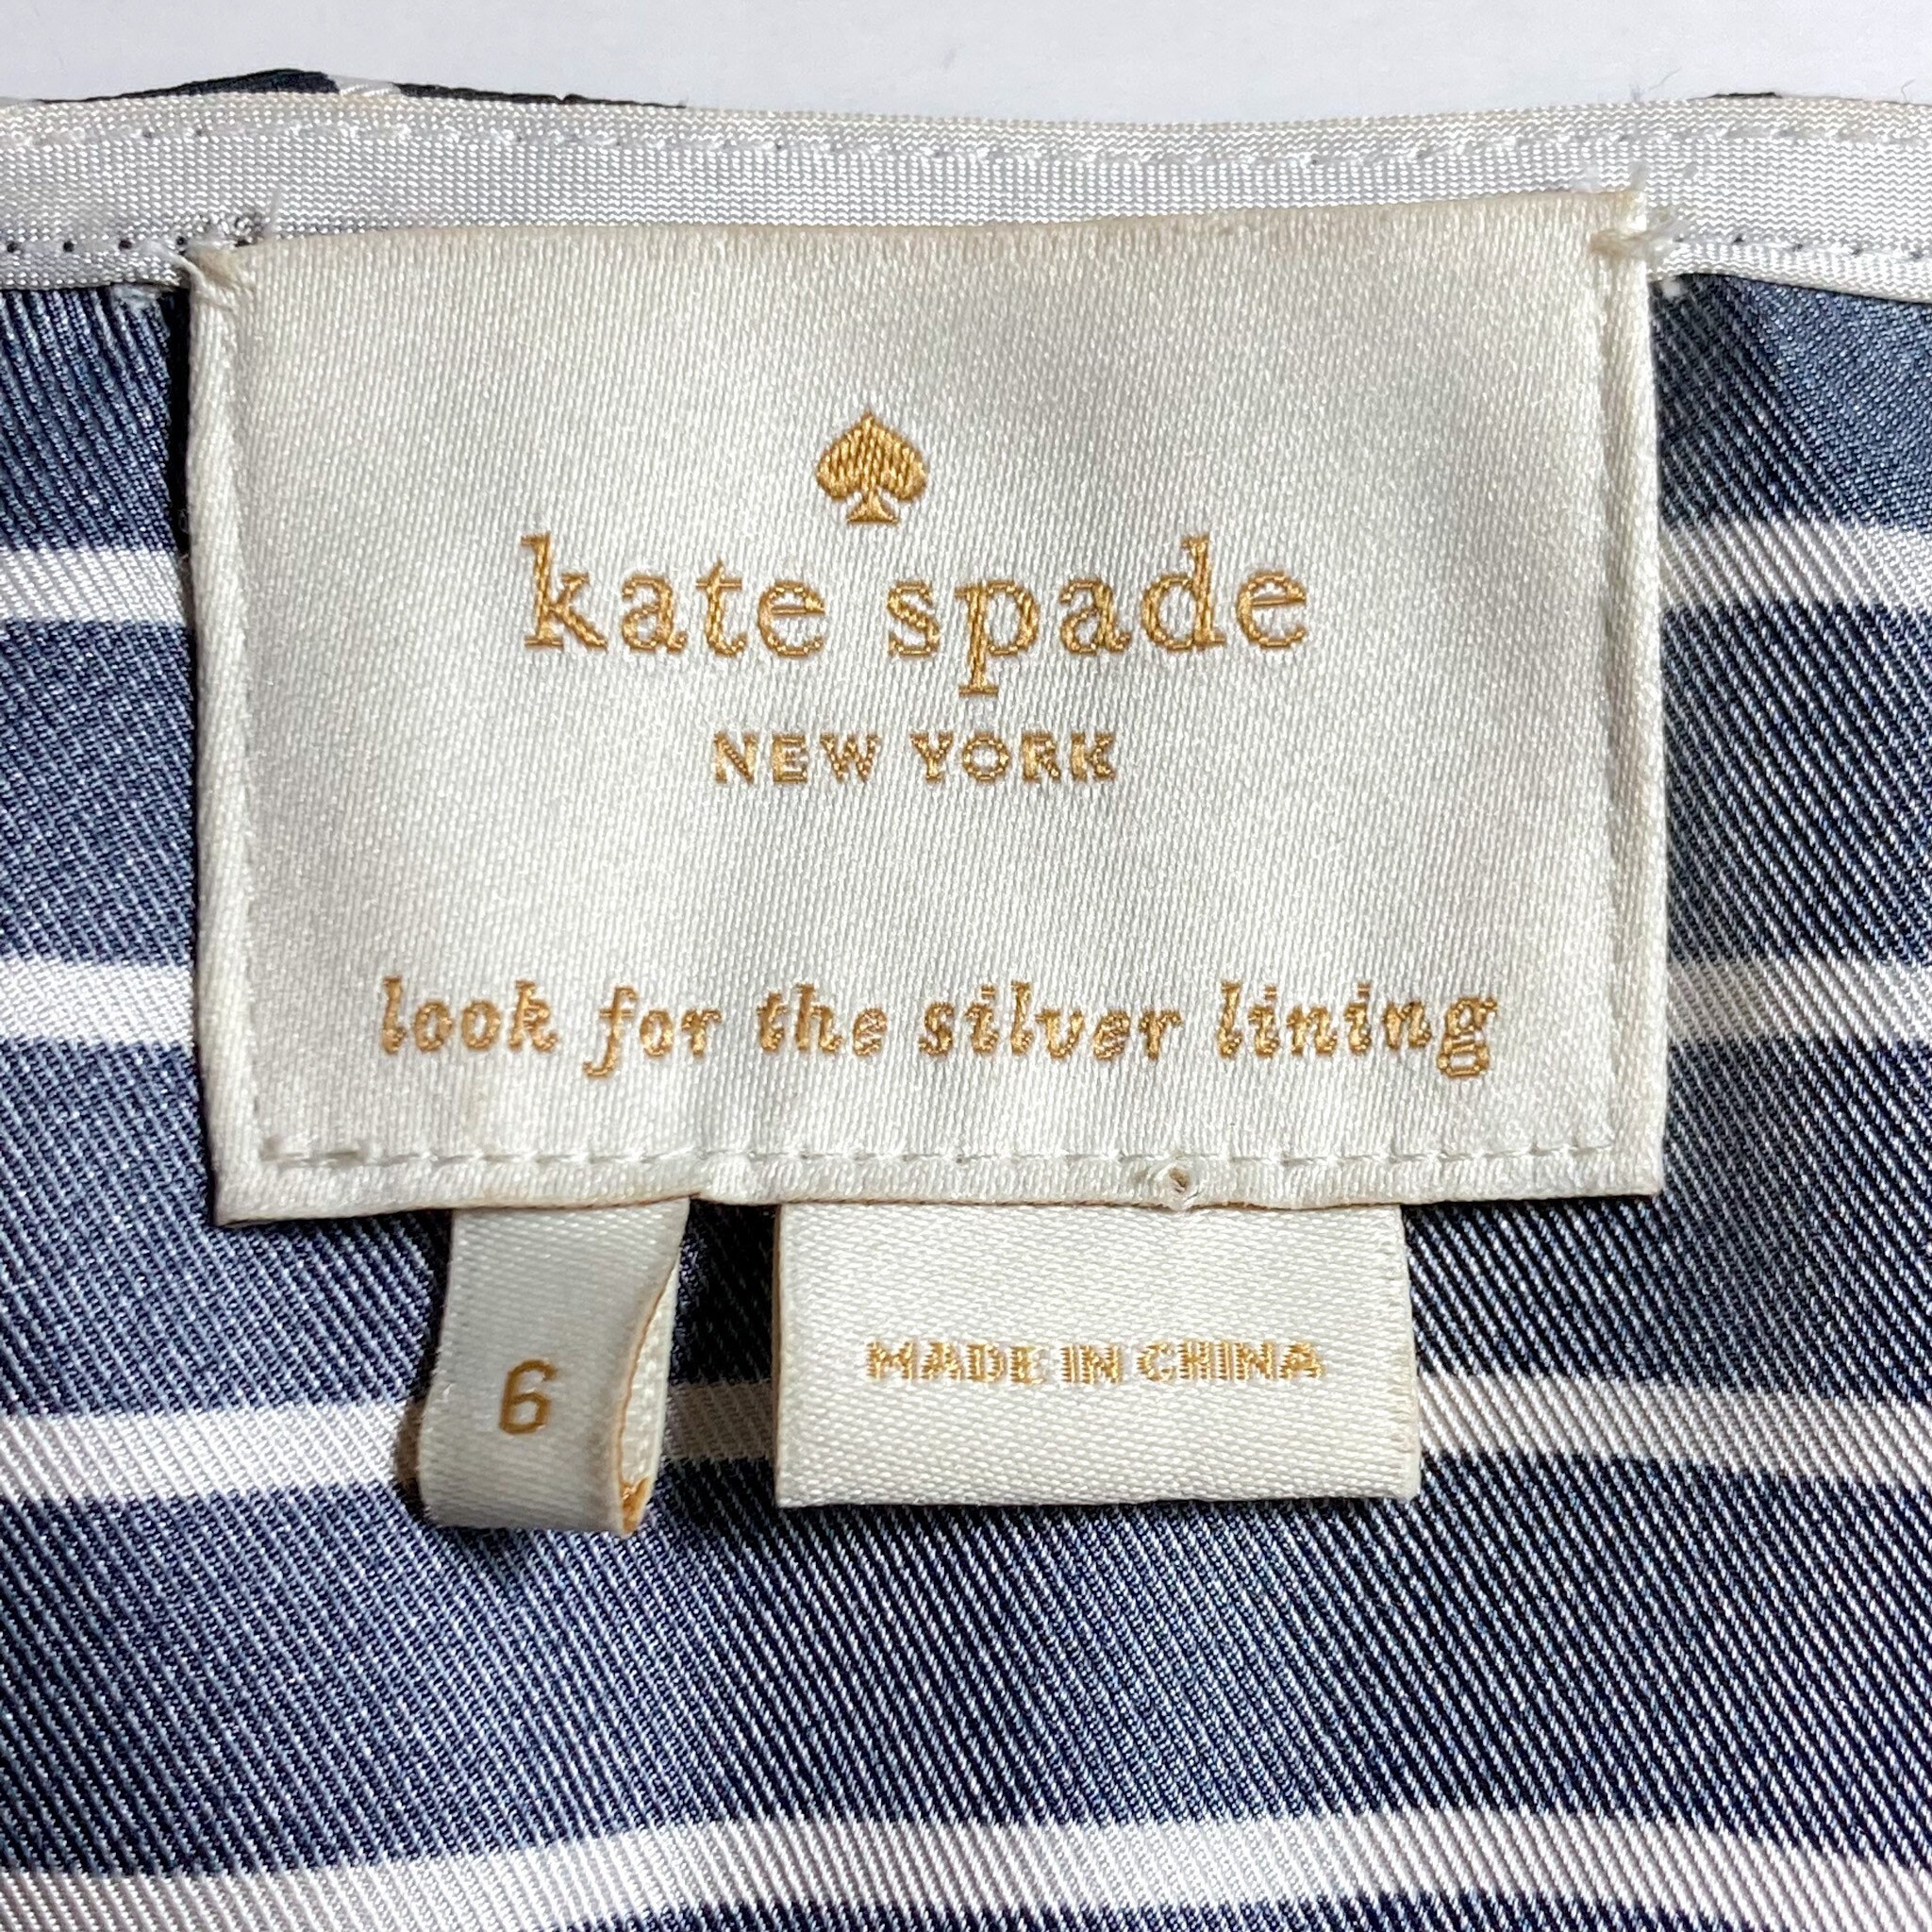 kate spade
NEW YORK
look for the silver lining
6
MADE IN CHINA